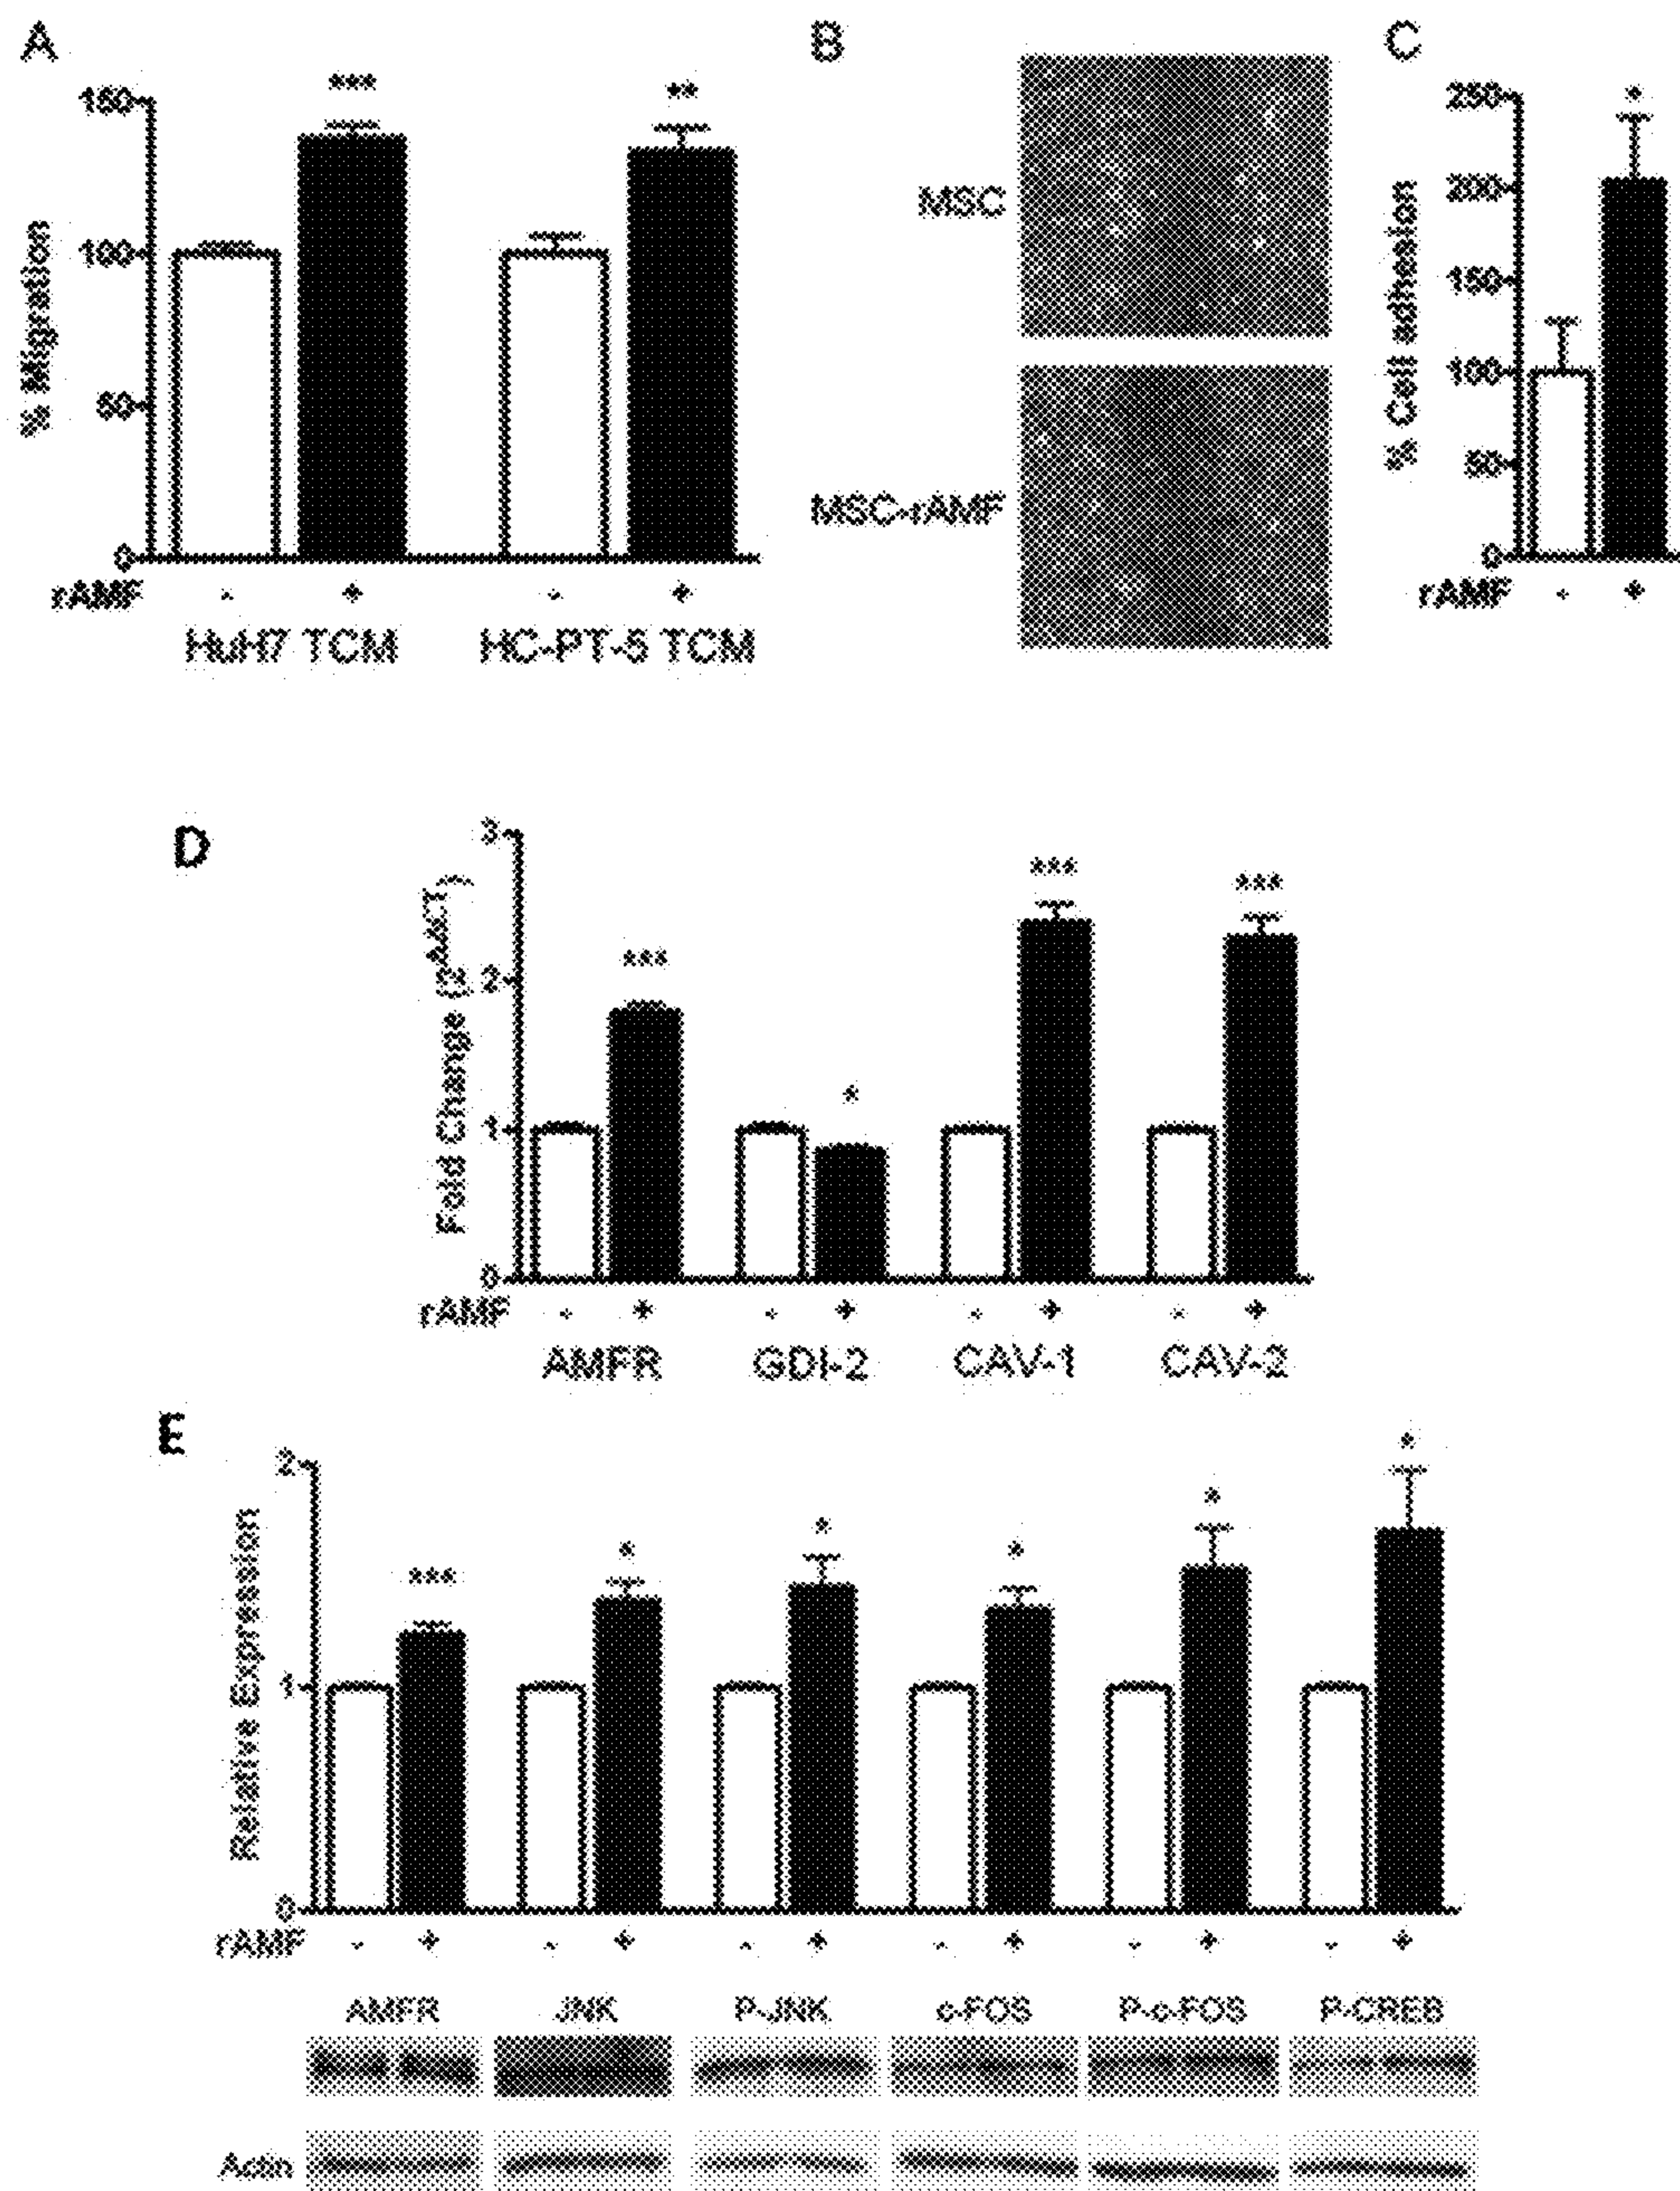 A
% Migration
*** **
150
100
50
0
rAMF - + - +
HuH7 TCM HC-PT-5 TCM
B
MSC
MSC-rAMF
C
% Cell adhesion
*
250
200
150
100
50
0
rAMF - +
D
Fold Change (2^ΔΔCT)
*** * *** ***
3
2
1
0
rAMF - + - + - + - +
AMFR GDI-2 CAV-1 CAV-2
E
Relative Expression
*** * * * * *
2
1
0
rAMF - + - + - + - + - + - +
AMFR JNK P-JNK c-FOS P-c-FOS P-CREB
Actin